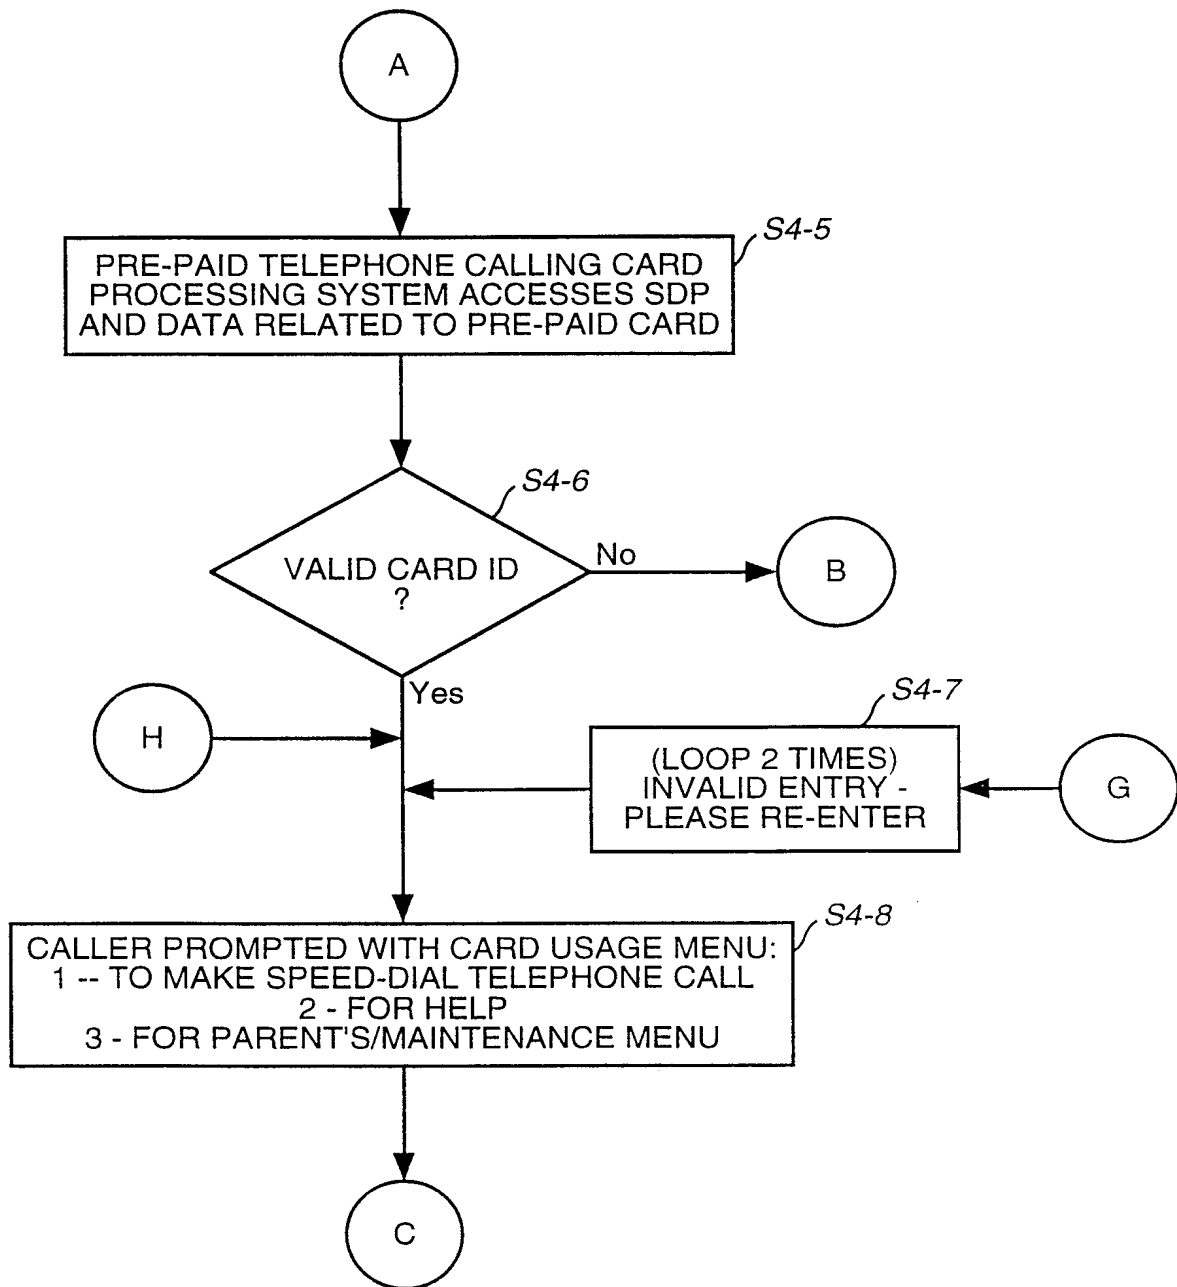 A
S4-5
PRE-PAID TELEPHONE CALLING CARD
PROCESSING SYSTEM ACCESSES SDP
AND DATA RELATED TO PRE-PAID CARD
S4-6
VALID CARD ID
?
No
B
Yes
H
S4-7
(LOOP 2 TIMES)
INVALID ENTRY -
PLEASE RE-ENTER
G
S4-8
CALLER PROMPTED WITH CARD USAGE MENU:
1 -- TO MAKE SPEED-DIAL TELEPHONE CALL
2 - FOR HELP
3 - FOR PARENT'S/MAINTENANCE MENU
C